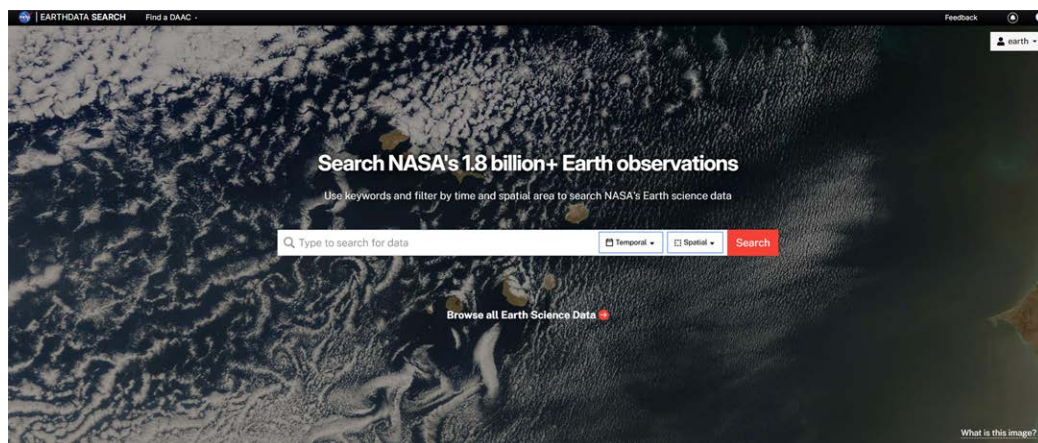 EARTHDATA SEARCH Find a DAAC Feedback
earth
Search NASA's 1.8 billion+ Earth observations
Use keywords and filter by time and spatial area to search NASA's Earth science data
Type to search for data Temporal Spatial Search
Browse all Earth Science Data
What is this image?